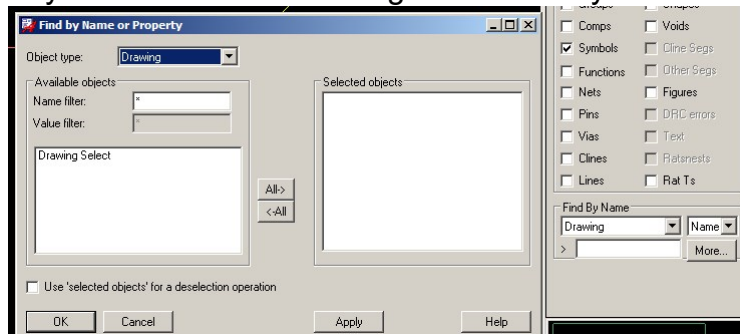 Find by Name or Property
Object type: Drawing
Available objects
Name filter: *
Value filter: *
Drawing Select
All->
<-All
Selected objects
Use 'selected objects' for a deselection operation
OK Cancel Apply Help
Comps Voids
Symbols Cline Segs
Functions Other Segs
Nets Figures
Pins DRC errors
Vias Text
Clines Ratsnests
Lines Rat Ts
Find By Name
Drawing Name
> More...